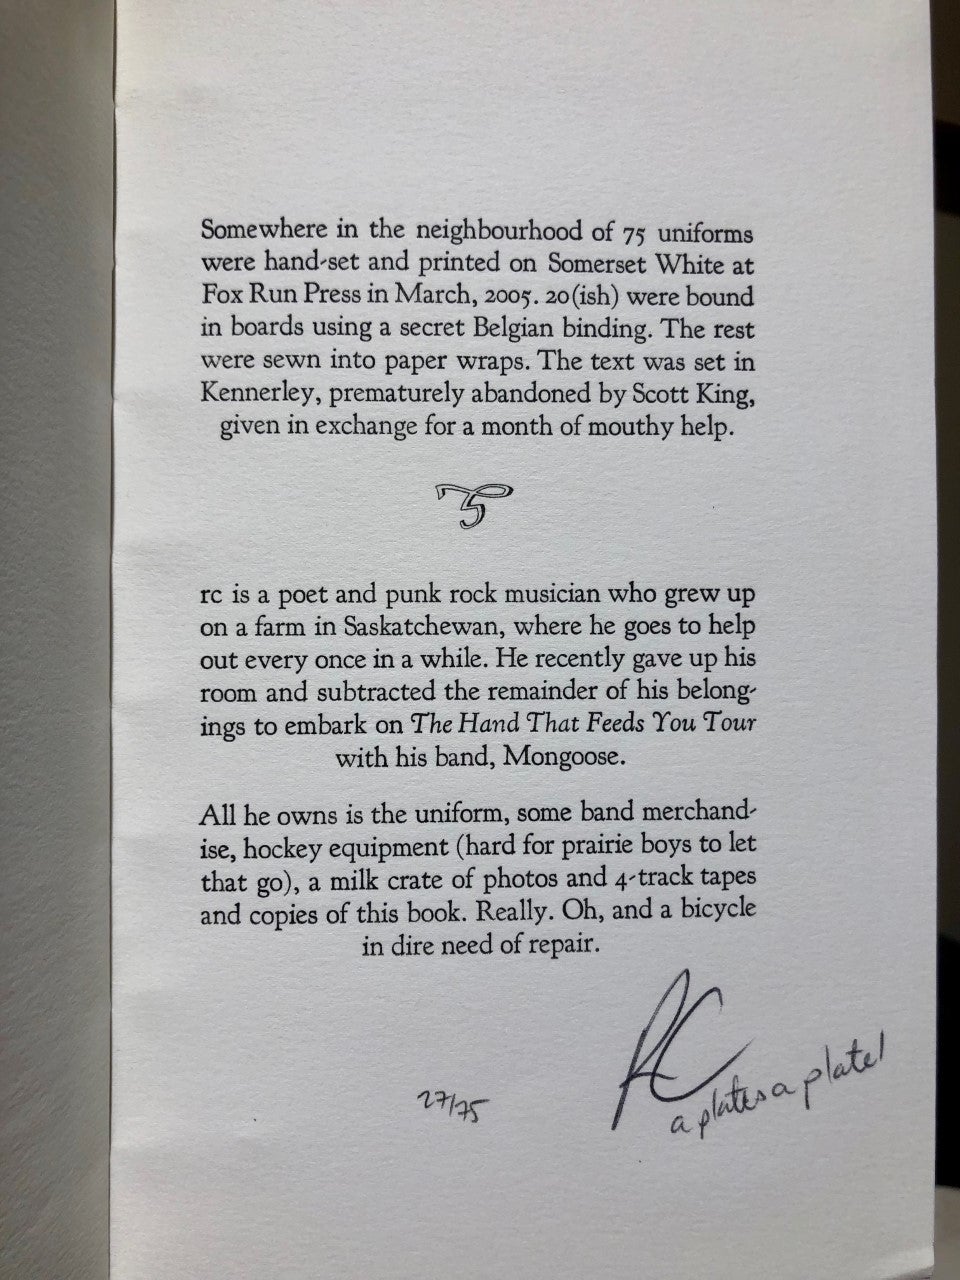 Somewhere in the neighbourhood of 75 uniforms
were hand-set and printed on Somerset White at
Fox Run Press in March, 2005. 20(ish) were bound
in boards using a secret Belgian binding. The rest
were sewn into paper wraps. The text was set in
Kennerley, prematurely abandoned by Scott King,
given in exchange for a month of mouthy help.
rc is a poet and punk rock musician who grew up
on a farm in Saskatchewan, where he goes to help
out every once in a while. He recently gave up his
room and subtracted the remainder of his belong-
ings to embark on The Hand That Feeds You Tour
with his band, Mongoose.
All he owns is the uniform, some band merchand-
ise, hockey equipment (hard for prairie boys to let
that go), a milk crate of photos and 4-track tapes
and copies of this book. Really. Oh, and a bicycle
in dire need of repair.
RC
27/75
a plates a plate!